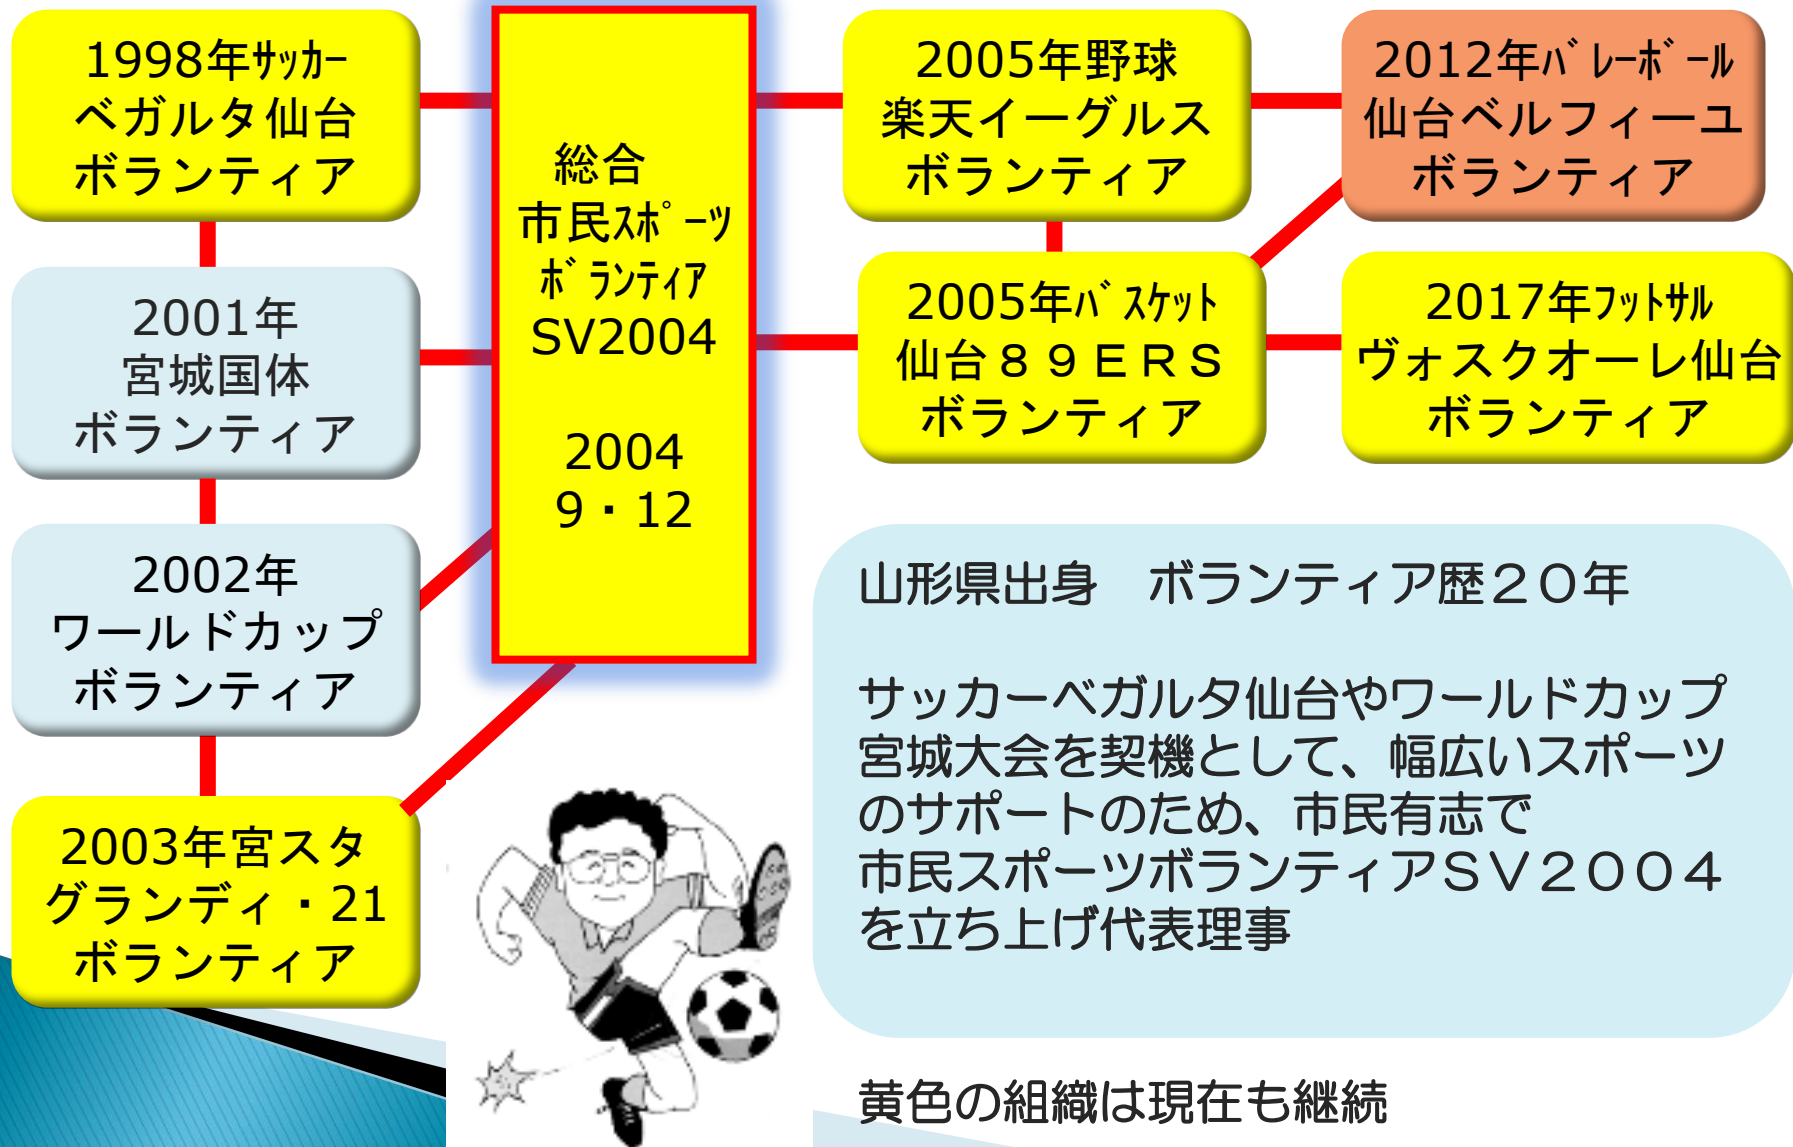 1998年ｻｯｶｰ
ベガルタ仙台
ボランティア
2001年
宮城国体
ボランティア
2002年
ワールドカップ
ボランティア
2003年宮スタ
グランディ・21
ボランティア
総合
市民ｽﾎﾟｰﾂ
ﾎﾞﾗﾝﾃｨｱ
SV2004
2004
9・12
2005年野球
楽天イーグルス
ボランティア
2012年ﾊﾞﾚｰﾎﾞｰﾙ
仙台ベルフィーユ
ボランティア
2005年ﾊﾞｽｹｯﾄ
仙台８９ＥＲＳ
ボランティア
2017年ﾌｯﾄｻﾙ
ヴォスクオーレ仙台
ボランティア
山形県出身　ボランティア歴２０年
サッカーベガルタ仙台やワールドカップ
宮城大会を契機として、幅広いスポーツ
のサポートのため、市民有志で
市民スポーツボランティアＳＶ２００４
を立ち上げ代表理事
黄色の組織は現在も継続